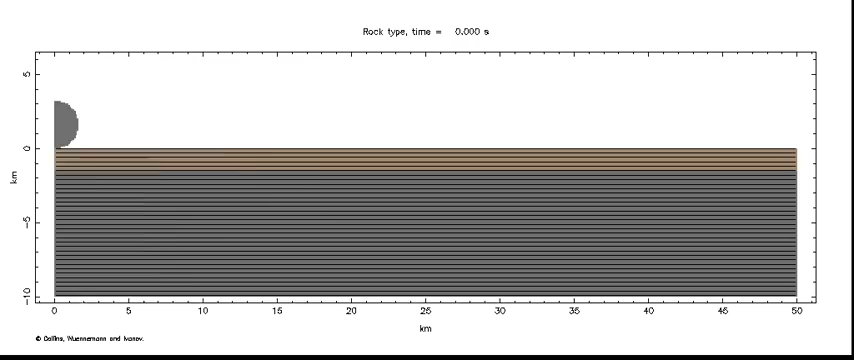 Rock type, time = 0.000 s
5
0
−5
−10
km
0 5 10 15 20 25 30 35 40 45 50
km
© Collins, Wuennemann and Ivanov.